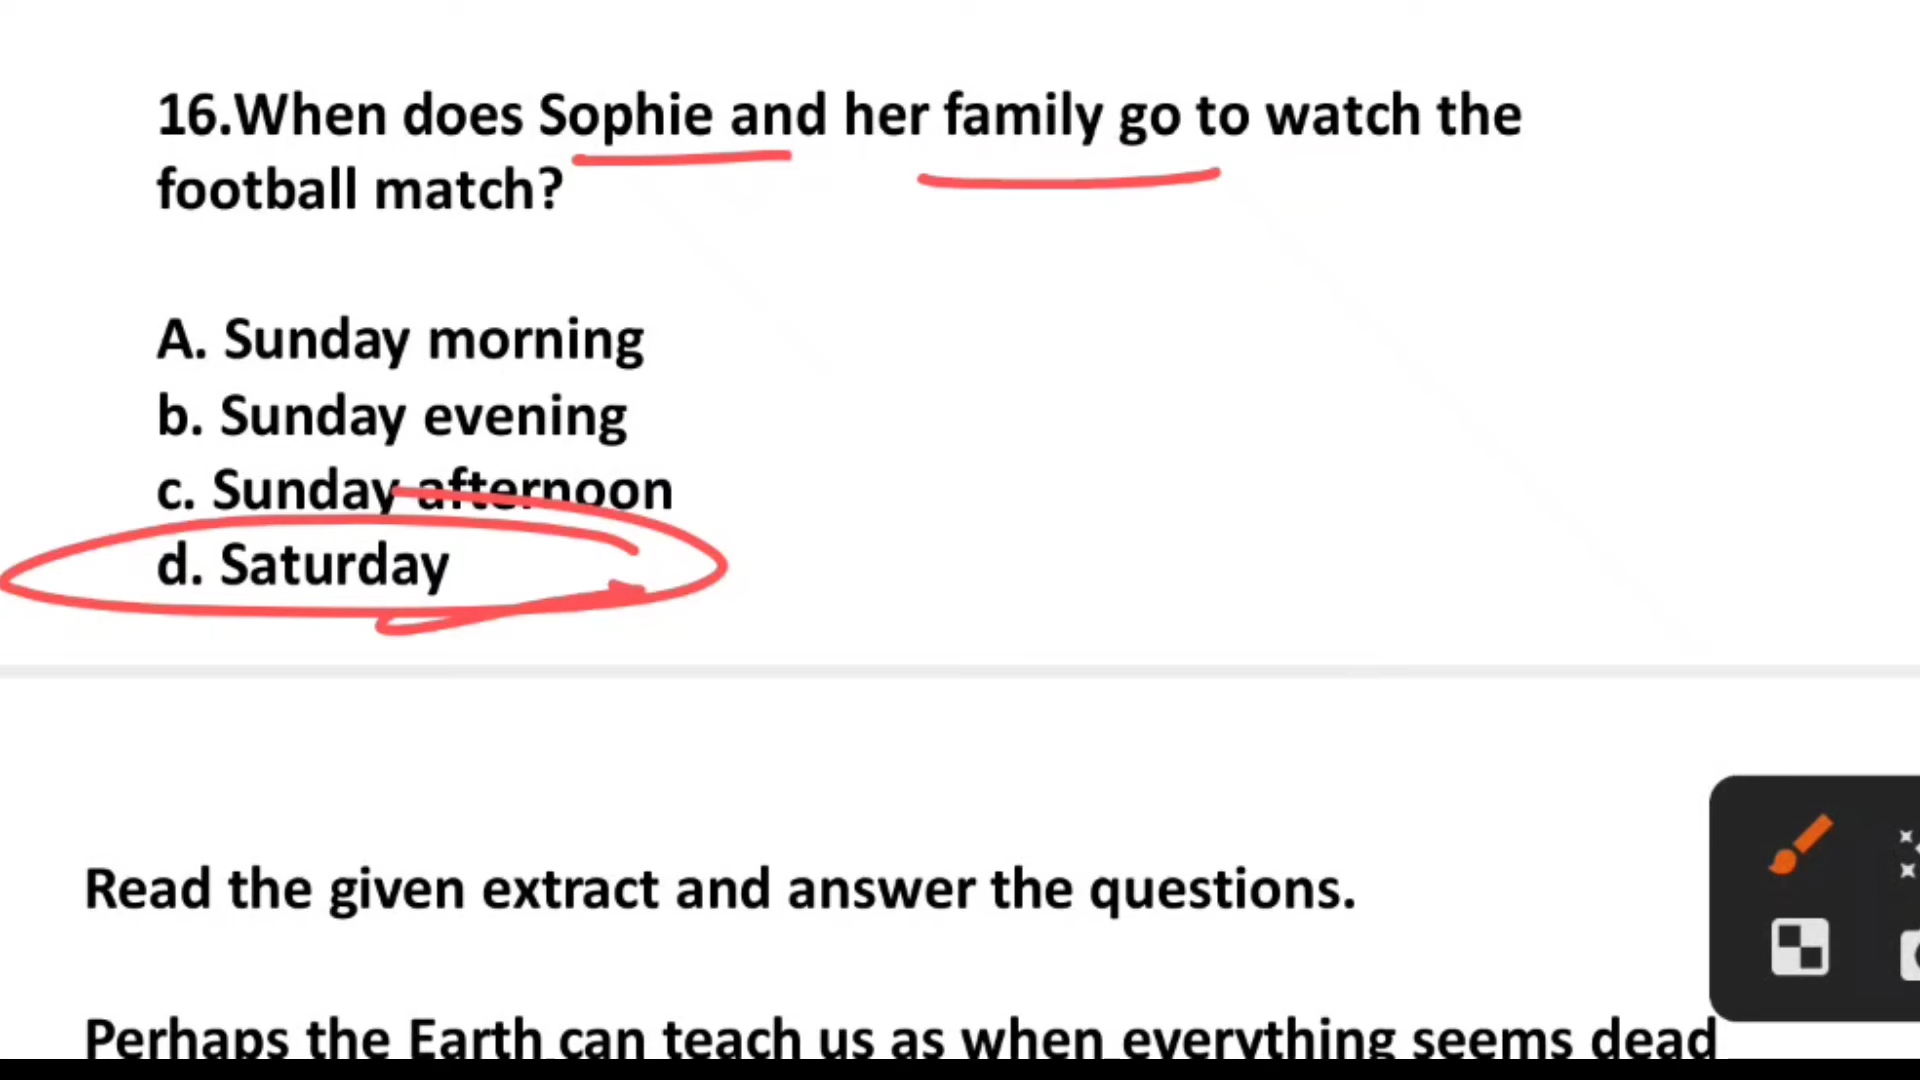 16.When does Sophie and her family go to watch the
football match?
A. Sunday morning
b. Sunday evening
c. Sunday afternoon
d. Saturday
Read the given extract and answer the questions.
Perhaps the Earth can teach us as when everything seems dead